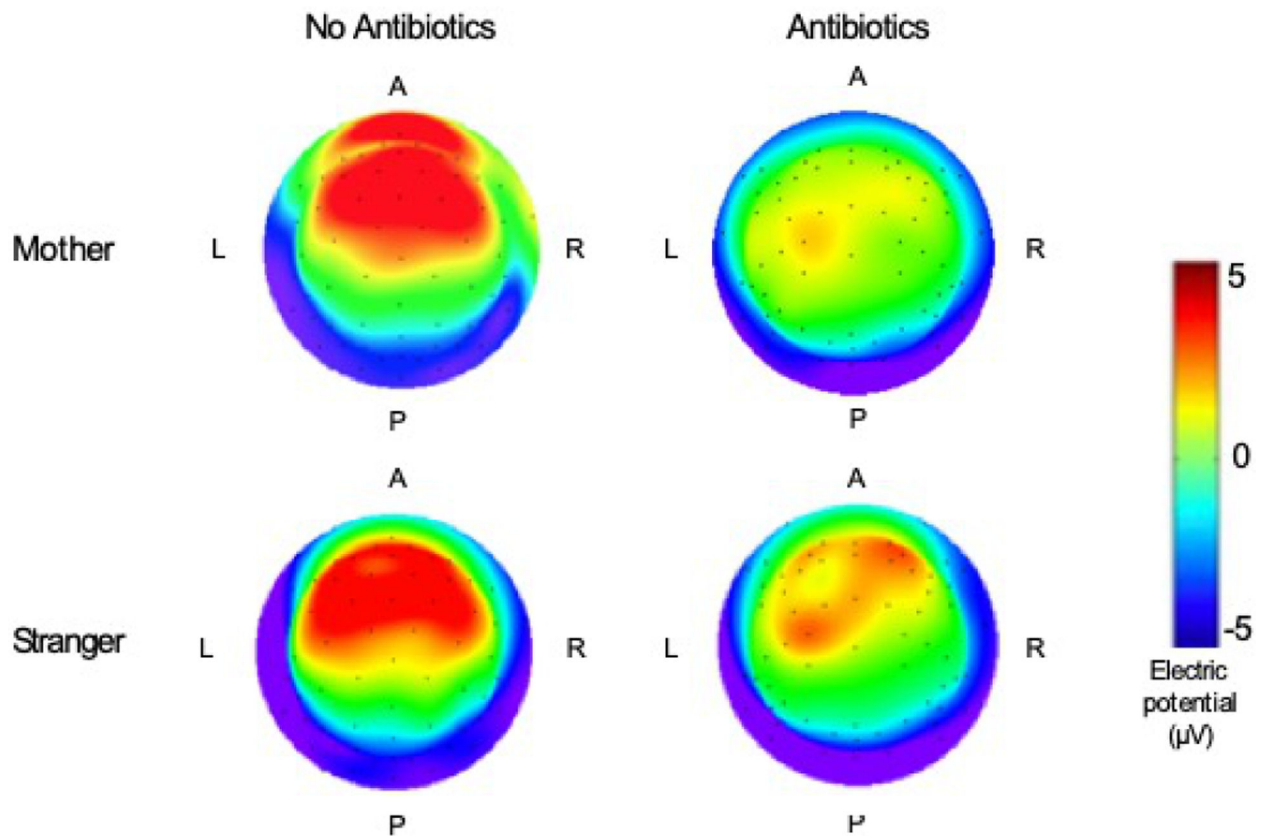 No Antibiotics Antibiotics
A A
Mother L R L R
P P
5
0
-5
Electric
potential
(µV)
A A
Stranger L R L R
P P